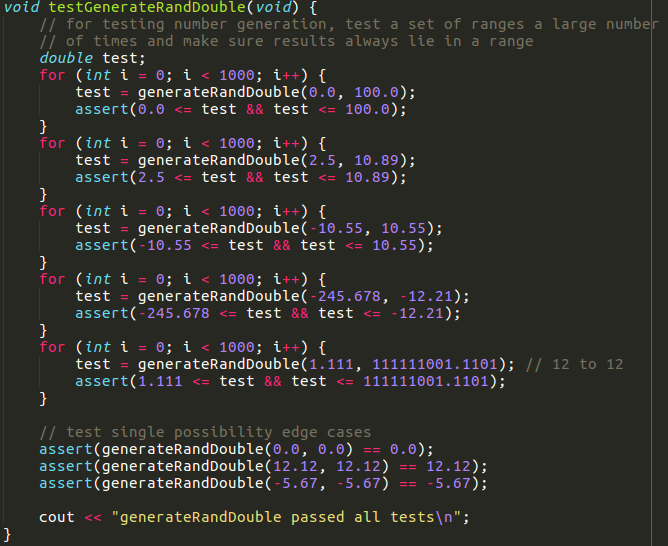 void testGenerateRandDouble(void) {
    // for testing number generation, test a set of ranges a large number
    // of times and make sure results always lie in a range
    double test;
    for (int i = 0; i < 1000; i++) {
        test = generateRandDouble(0.0, 100.0);
        assert(0.0 <= test && test <= 100.0);
    }
    for (int i = 0; i < 1000; i++) {
        test = generateRandDouble(2.5, 10.89);
        assert(2.5 <= test && test <= 10.89);
    }
    for (int i = 0; i < 1000; i++) {
        test = generateRandDouble(-10.55, 10.55);
        assert(-10.55 <= test && test <= 10.55);
    }
    for (int i = 0; i < 1000; i++) {
        test = generateRandDouble(-245.678, -12.21);
        assert(-245.678 <= test && test <= -12.21);
    }
    for (int i = 0; i < 1000; i++) {
        test = generateRandDouble(1.111, 111111001.1101); // 12 to 12
        assert(1.111 <= test && test <= 111111001.1101);
    }

    // test single possibility edge cases
    assert(generateRandDouble(0.0, 0.0) == 0.0);
    assert(generateRandDouble(12.12, 12.12) == 12.12);
    assert(generateRandDouble(-5.67, -5.67) == -5.67);

    cout << "generateRandDouble passed all tests\n";
}